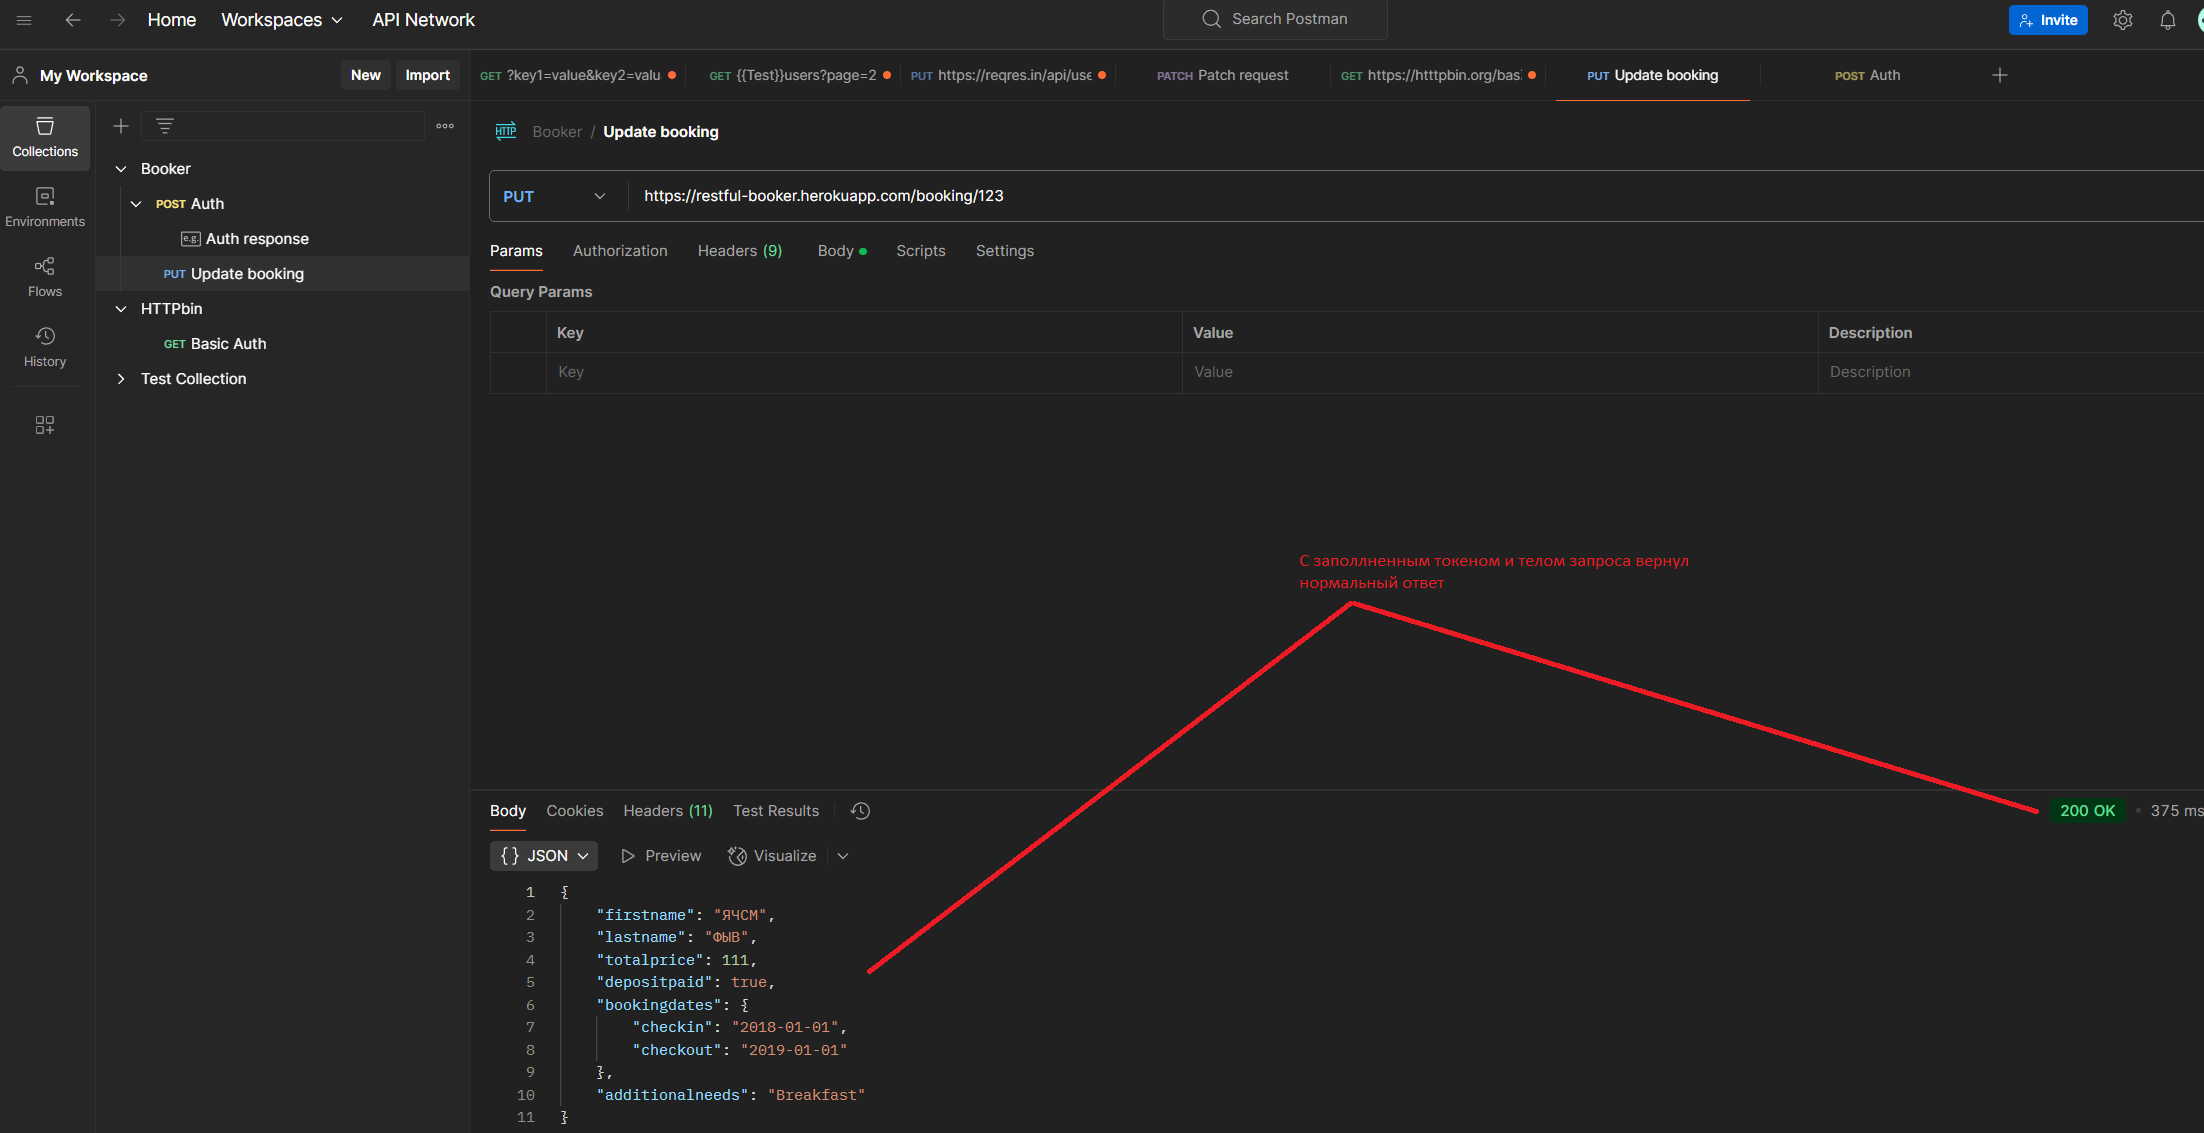 Home Workspaces API Network Search Postman Invite
My Workspace New Import
GET ?key1=value&key2=valu GET {{Test}}users?page=2 PUT https://reqres.in/api/use PATCH Patch request GET https://htttpbin.org/bas PUT Update booking POST Auth
Collections
Environments
Flows
History
Booker
POST Auth
e.g. Auth response
PUT Update booking
HTTPbin
GET Basic Auth
Test Collection
HTTP Booker / Update booking
PUT https://restful-booker.herokuapp.com/booking/123
Params Authorization Headers (9) Body Scripts Settings
Query Params
Key Value Description
Key Value Description
С заполлненным токеном и телом запроса вернул
нормальный ответ
Body Cookies Headers (11) Test Results 200 OK • 375 ms
{} JSON Preview Visualize
1 {
2 "firstname": "ЯЧСМ",
3 "lastname": "ФЫВ",
4 "totalprice": 111,
5 "depositpaid": true,
6 "bookingdates": {
7 "checkin": "2018-01-01",
8 "checkout": "2019-01-01"
9 },
10 "additionalneeds": "Breakfast"
11 }